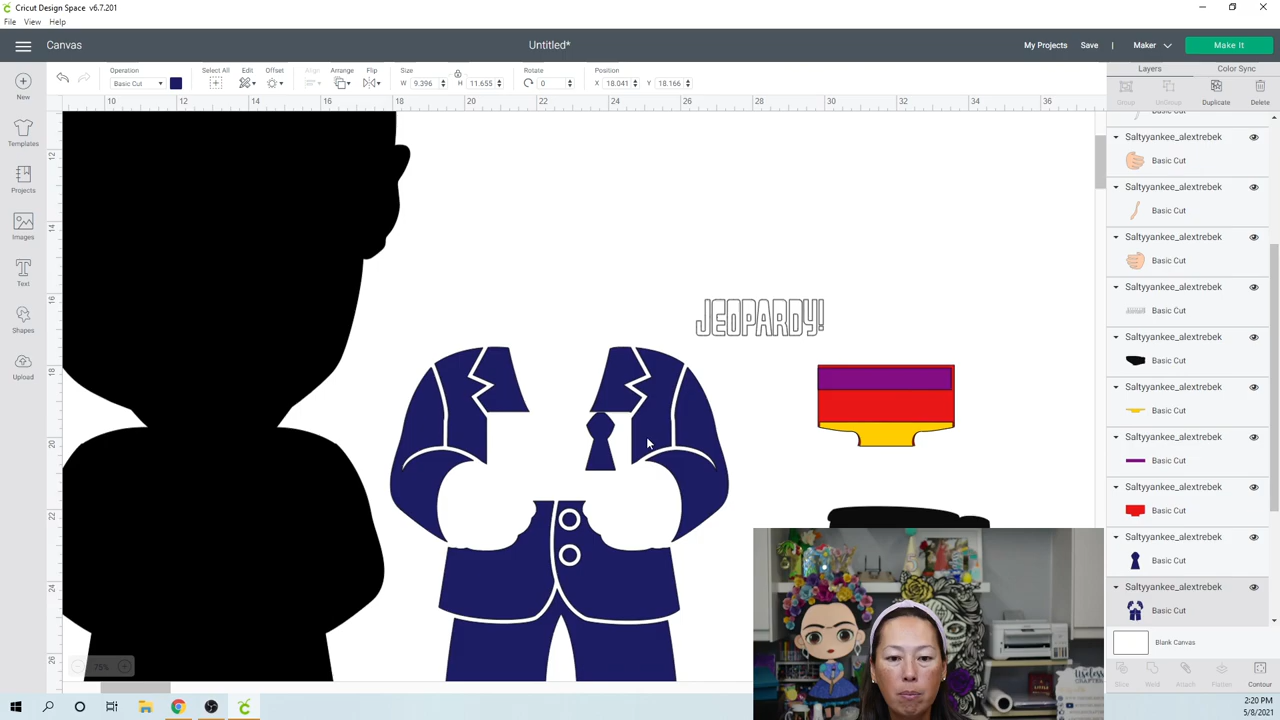 Cricut Design Space v6.7.201
File View Help
Canvas
Untitled*
My Projects Save Maker Make It
Operation
Basic Cut
Select All Edit Offset Align Arrange Flip
Size
W 9.396 H 11.655
Rotate
0
Position
X 18.041 Y 18.166
Layers Color Sync
Group UnGroup Duplicate Delete
New
Templates
Projects
Images
Text
Shapes
Upload
10 12 14 16 18 20 22 24 26 28 30 32 34 36
12
14
16
18
20
22
24
26
JEOPARDY!
75%
Basic Cut
Saltyyankee_alextrebek
Basic Cut
Saltyyankee_alextrebek
Basic Cut
Saltyyankee_alextrebek
Basic Cut
Saltyyankee_alextrebek
Basic Cut
Saltyyankee_alextrebek
Basic Cut
Saltyyankee_alextrebek
Basic Cut
Saltyyankee_alextrebek
Basic Cut
Saltyyankee_alextrebek
Basic Cut
Saltyyankee_alextrebek
Basic Cut
Saltyyankee_alextrebek
Basic Cut
Blank Canvas
Slice Weld Attach Flatten Contour
2:20 PM
5/8/2021